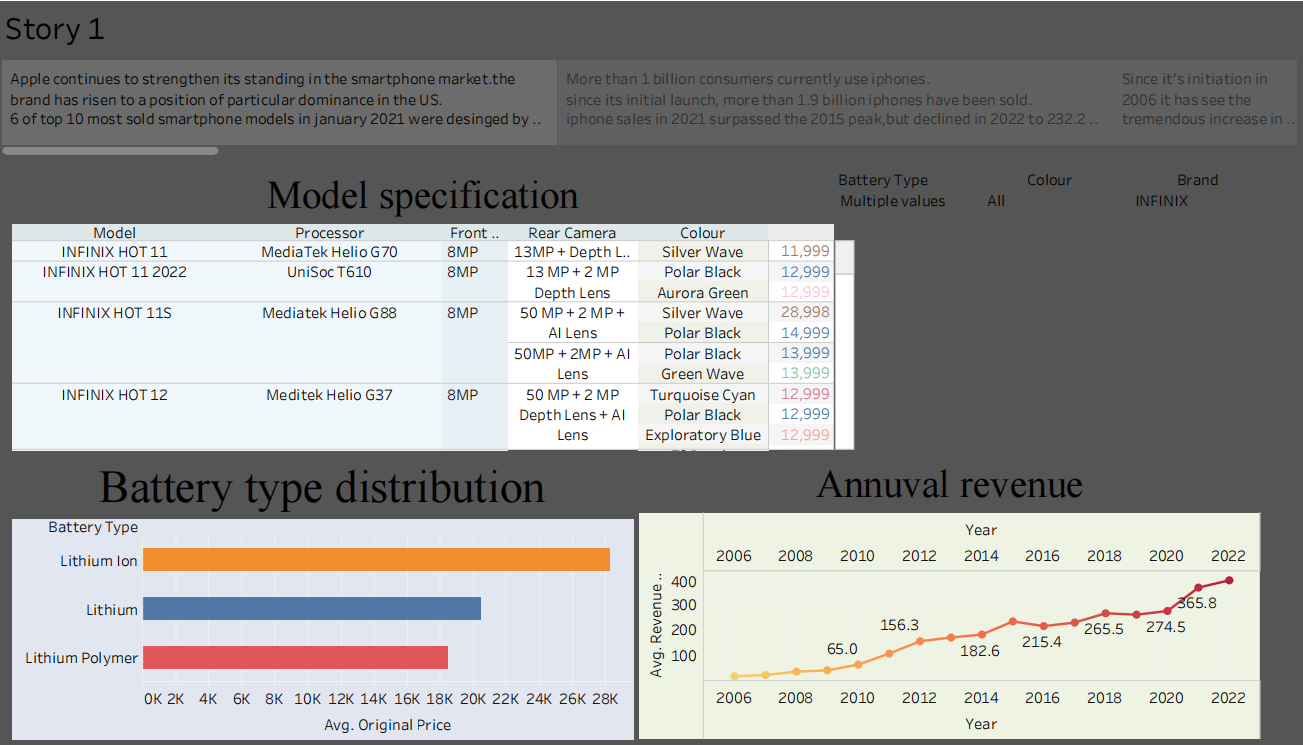 Story 1
Apple continues to strengthen its standing in the smartphone market.the
brand has risen to a position of particular dominance in the US.
6 of top 10 most sold smartphone models in january 2021 were desinged by ..
More than 1 billion consumers currently use iphones.
since its initial launch, more than 1.9 billion iphones have been sold.
iphone sales in 2021 surpassed the 2015 peak,but declined in 2022 to 232.2 ..
Since it's initiation in
2006 it has see the
tremendous increase in ..
Battery Type Colour Brand
Multiple values All INFINIX
Model specification
Model Processor Front .. Rear Camera Colour
INFINIX HOT 11 MediaTek Helio G70 8MP 13MP + Depth L.. Silver Wave 11,999
INFINIX HOT 11 2022 UniSoc T610 8MP 13 MP + 2 MP Polar Black 12,999
Depth Lens Aurora Green 12,999
INFINIX HOT 11S Mediatek Helio G88 8MP 50 MP + 2 MP + Silver Wave 28,998
AI Lens Polar Black 14,999
50MP + 2MP + AI Polar Black 13,999
Lens Green Wave 13,999
INFINIX HOT 12 Meditek Helio G37 8MP 50 MP + 2 MP Turquoise Cyan 12,999
Depth Lens + AI Polar Black 12,999
Lens Exploratory Blue 12,999
Battery type distribution
Battery Type
Lithium Ion
Lithium
Lithium Polymer
0K 2K 4K 6K 8K 10K 12K 14K 16K 18K 20K 22K 24K 26K 28K
Avg. Original Price
Annuval revenue
Year
2006 2008 2010 2012 2014 2016 2018 2020 2022
Avg. Revenue ..
400
300
200
100
65.0
156.3
182.6
215.4
265.5
274.5
365.8
2006 2008 2010 2012 2014 2016 2018 2020 2022
Year